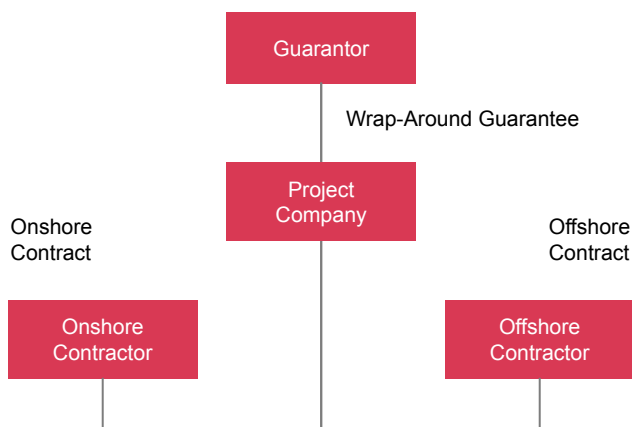 Guarantor
Wrap-Around Guarantee
Project
Company
Onshore
Contract
Offshore
Contract
Onshore
Contractor
Offshore
Contractor